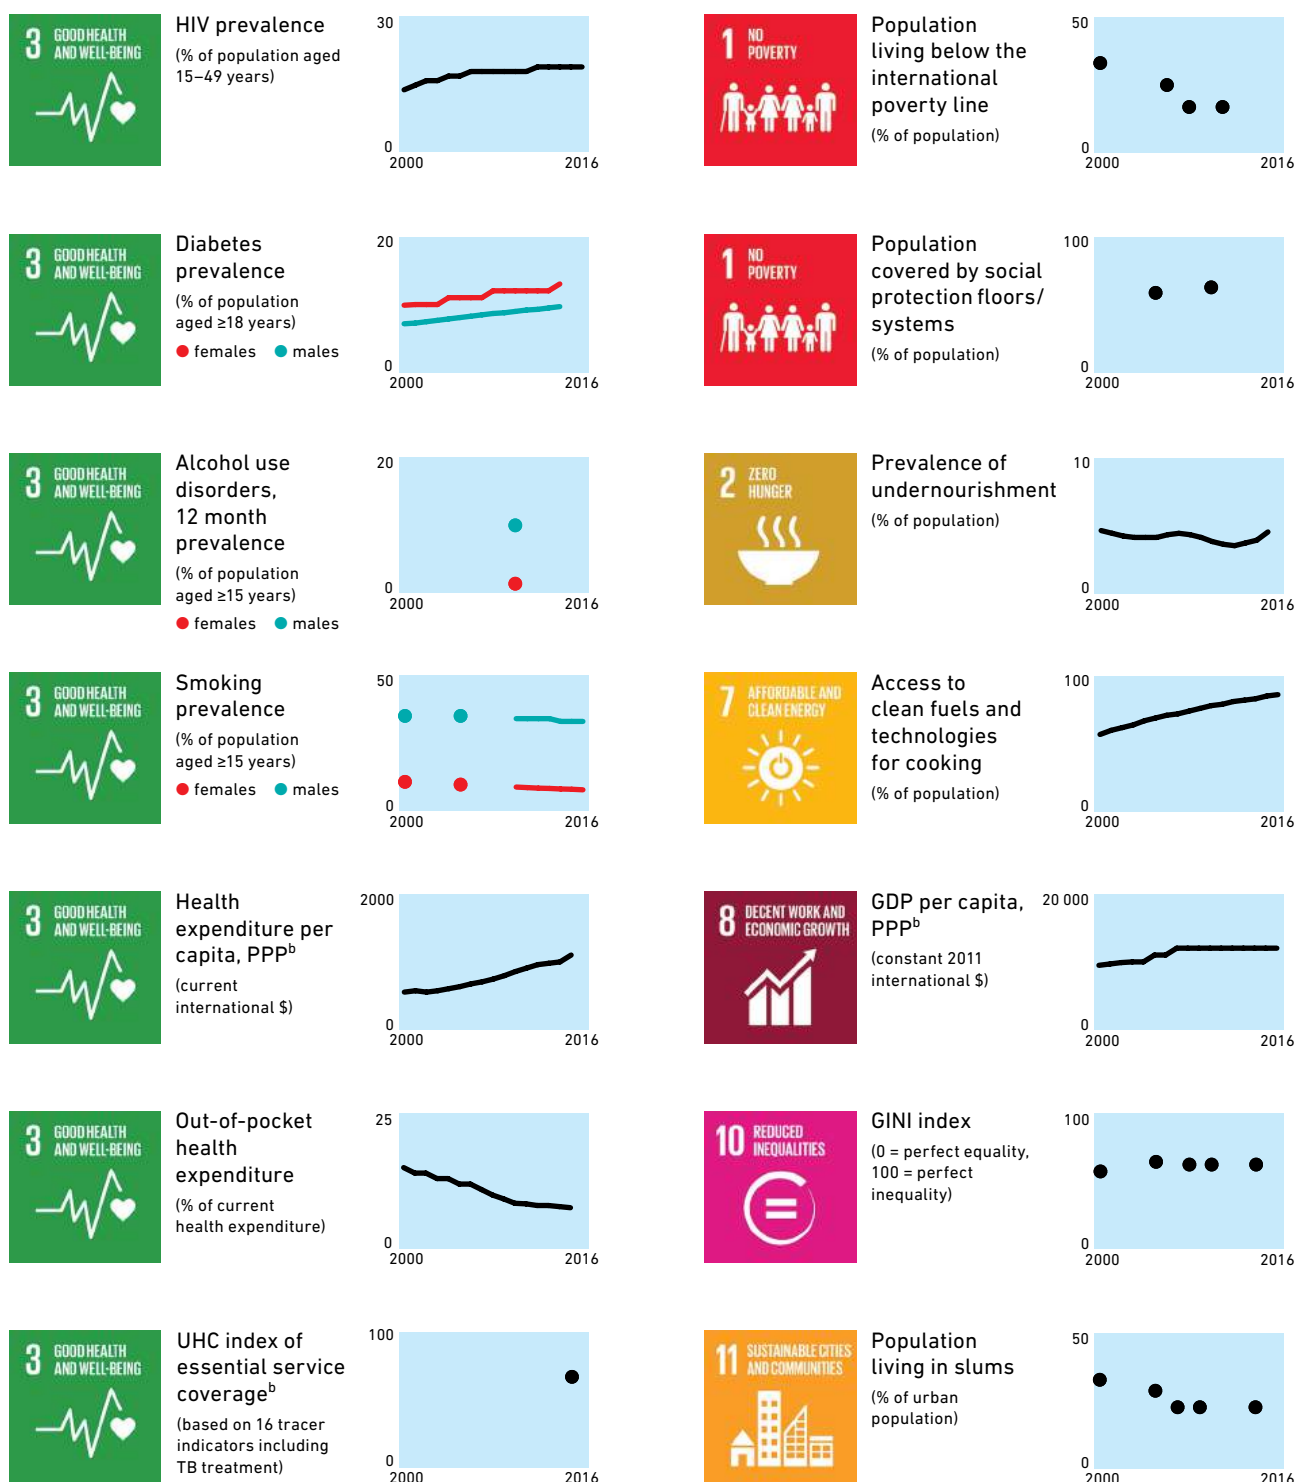 3 GOOD HEALTH
AND WELL-BEING
HIV prevalence
(% of population aged
15–49 years)
30
0
2000 2016
1 NO
POVERTY
Population
living below the
international
poverty line
(% of population)
50
0
2000 2016
3 GOOD HEALTH
AND WELL-BEING
Diabetes
prevalence
(% of population
aged ≥18 years)
females males
20
0
2000 2016
1 NO
POVERTY
Population
covered by social
protection floors/
systems
(% of population)
100
0
2000 2016
3 GOOD HEALTH
AND WELL-BEING
Alcohol use
disorders,
12 month
prevalence
(% of population
aged ≥15 years)
females males
20
0
2000 2016
2 ZERO
HUNGER
Prevalence of
undernourishment
(% of population)
10
0
2000 2016
3 GOOD HEALTH
AND WELL-BEING
Smoking
prevalence
(% of population
aged ≥15 years)
females males
50
0
2000 2016
7 AFFORDABLE AND
CLEAN ENERGY
Access to
clean fuels and
technologies
for cooking
(% of population)
100
0
2000 2016
3 GOOD HEALTH
AND WELL-BEING
Health
expenditure per
capita, PPPᵇ
(current
international $)
2000
0
2000 2016
8 DECENT WORK AND
ECONOMIC GROWTH
GDP per capita,
PPPᵇ
(constant 2011
international $)
20 000
0
2000 2016
3 GOOD HEALTH
AND WELL-BEING
Out-of-pocket
health
expenditure
(% of current
health expenditure)
25
0
2000 2016
10 REDUCED
INEQUALITIES
GINI index
(0 = perfect equality,
100 = perfect
inequality)
100
0
2000 2016
3 GOOD HEALTH
AND WELL-BEING
UHC index of
essential service
coverageᵇ
(based on 16 tracer
indicators including
TB treatment)
100
0
2000 2016
11 SUSTAINABLE CITIES
AND COMMUNITIES
Population
living in slums
(% of urban
population)
50
0
2000 2016